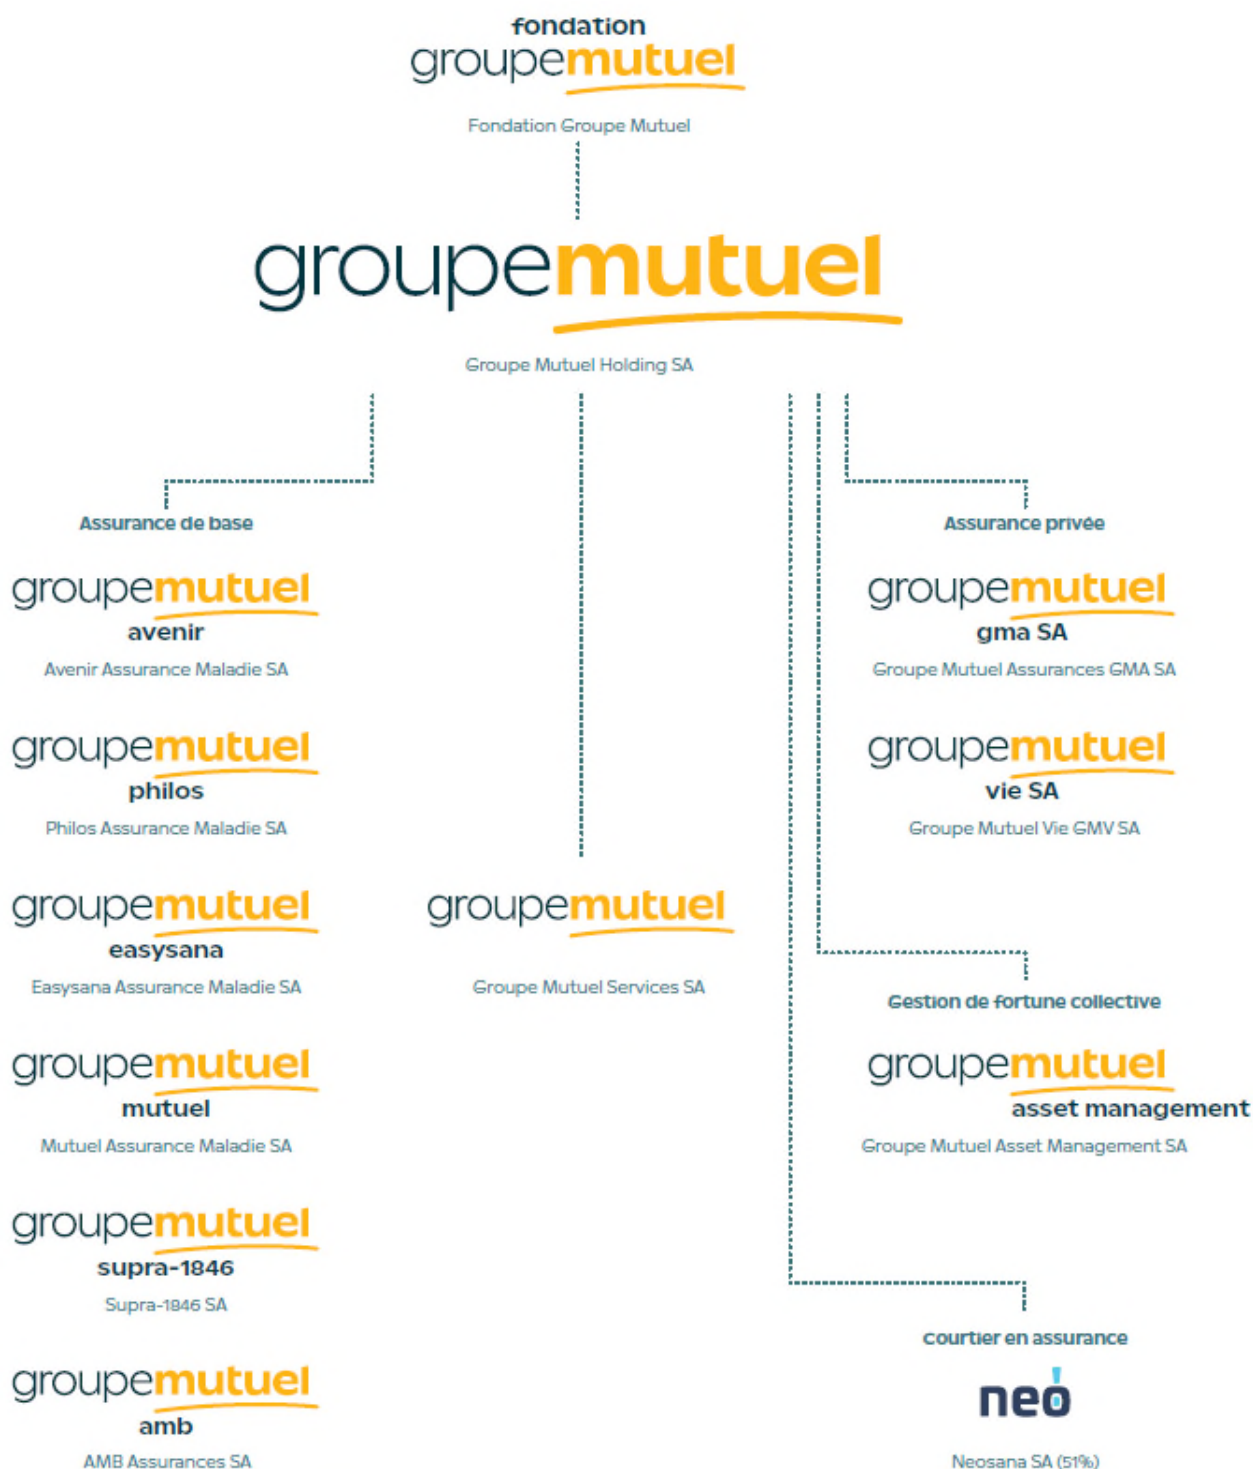 fondation
groupemutuel
Fondation Groupe Mutuel
groupemutuel
Groupe Mutuel Holding SA
Assurance de base
groupemutuel
avenir
Avenir Assurance Maladie SA
groupemutuel
philos
Philos Assurance Maladie SA
groupemutuel
easysana
Easysana Assurance Maladie SA
groupemutuel
mutuel
Mutuel Assurance Maladie SA
groupemutuel
supra-1846
Supra-1846 SA
groupemutuel
amb
AMB Assurances SA
groupemutuel
Groupe Mutuel Services SA
Assurance privée
groupemutuel
gma SA
Groupe Mutuel Assurances GMA SA
groupemutuel
vie SA
Groupe Mutuel Vie GMV SA
Gestion de fortune collective
groupemutuel
asset management
Groupe Mutuel Asset Management SA
Courtier en assurance
neo
Neosana SA (51%)